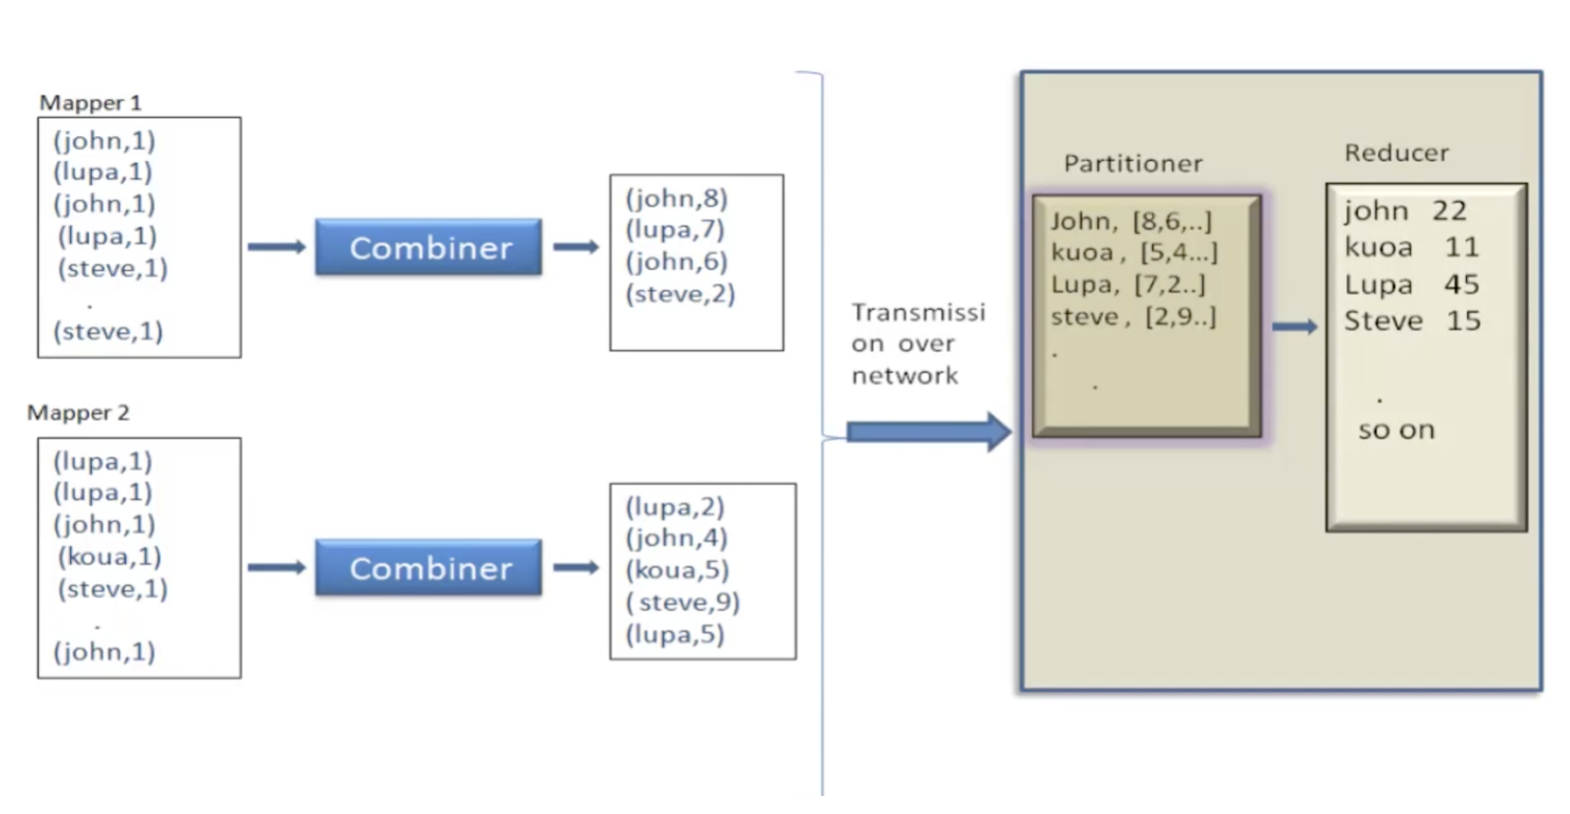 Mapper 1
(john,1)
(lupa,1)
(john,1)
(lupa,1)
(steve,1)
.
(steve,1)
Combiner
(john,8)
(lupa,7)
(john,6)
(steve,2)
Mapper 2
(lupa,1)
(lupa,1)
(john,1)
(koua,1)
(steve,1)
.
(john,1)
Combiner
(lupa,2)
(john,4)
(koua,5)
( steve,9)
(lupa,5)
Transmissi
on over
network
Partitioner
John, [8,6,..]
kuoa , [5,4...]
Lupa, [7,2..]
steve , [2,9..]
.
.
Reducer
john 22
kuoa 11
Lupa 45
Steve 15
.
so on